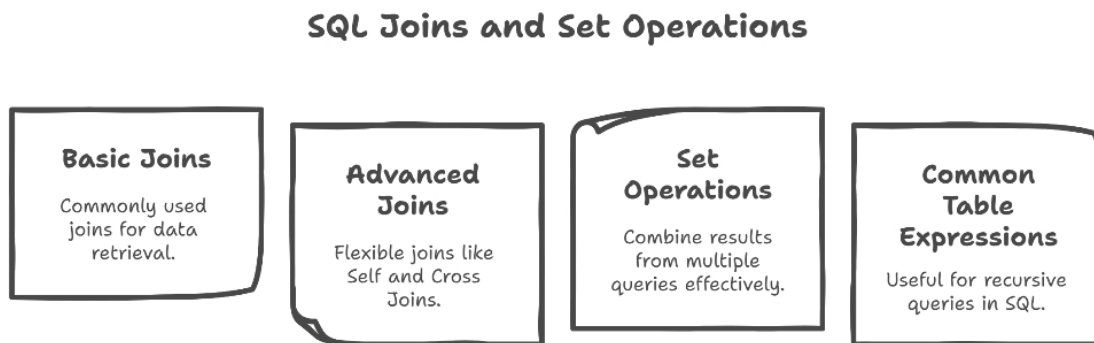 SQL Joins and Set Operations
Basic Joins
Commonly used
joins for data
retrieval.
Advanced
Joins
Flexible joins like
Self and Cross
Joins.
Set
Operations
Combine results
from multiple
queries effectively.
Common
Table
Expressions
Useful for recursive
queries in SQL.